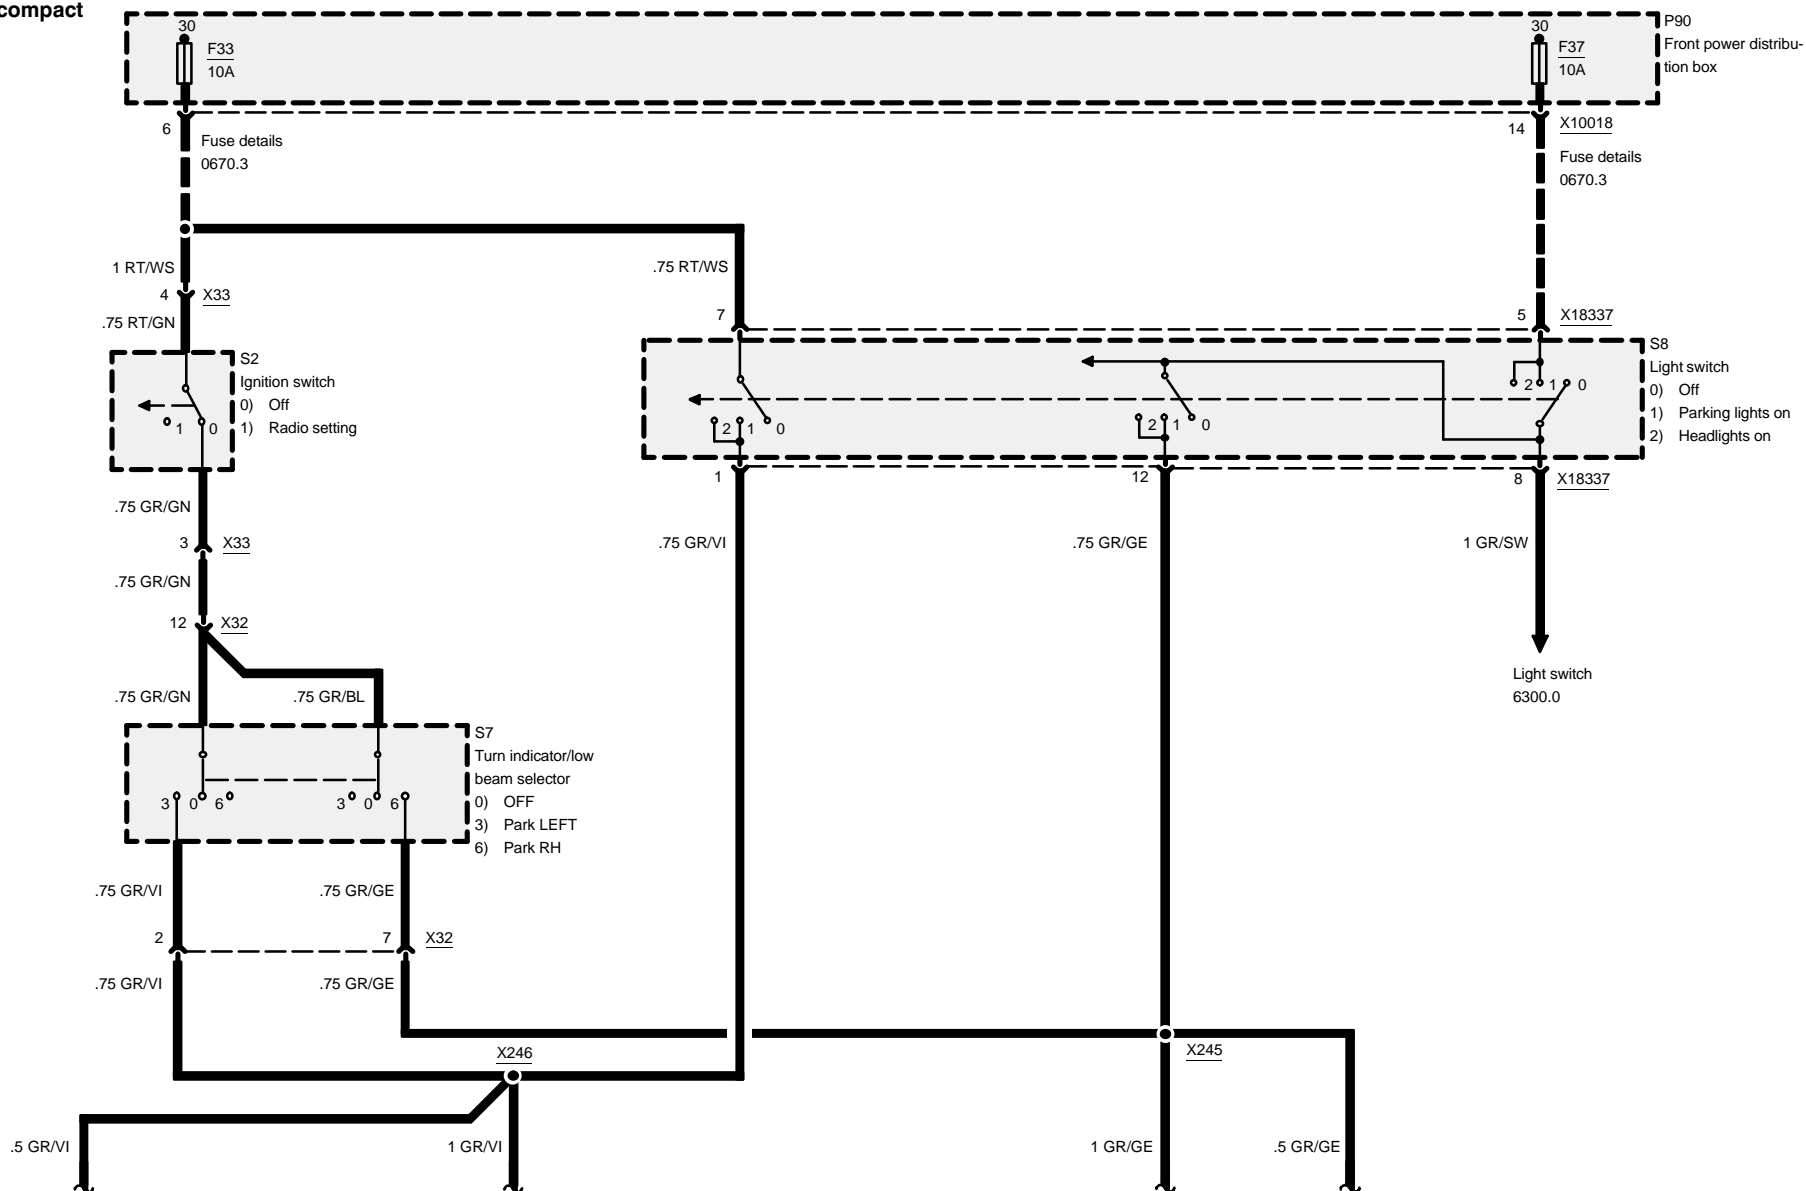 compact
30
F33
10A
30
F37
10A
P90
Front power distribu-
tion box
6
Fuse details
0670.3
14
X10018
Fuse details
0670.3
1 RT/WS
.75 RT/WS
4
X33
.75 RT/GN
7
5
X18337
S2
Ignition switch
0) Off
1) Radio setting
1
0
2
1
0
2
1
0
2
1
0
S8
Light switch
0) Off
1) Parking lights on
2) Headlights on
1
12
8
X18337
.75 GR/GN
3
X33
.75 GR/VI
.75 GR/GE
1 GR/SW
.75 GR/GN
12
X32
Light switch
6300.0
.75 GR/GN
.75 GR/BL
S7
Turn indicator/low
beam selector
0) OFF
3) Park LEFT
6) Park RH
3
0
6
3
0
6
.75 GR/VI
.75 GR/GE
2
7
X32
.75 GR/VI
.75 GR/GE
X246
X245
.5 GR/VI
1 GR/VI
1 GR/GE
.5 GR/GE